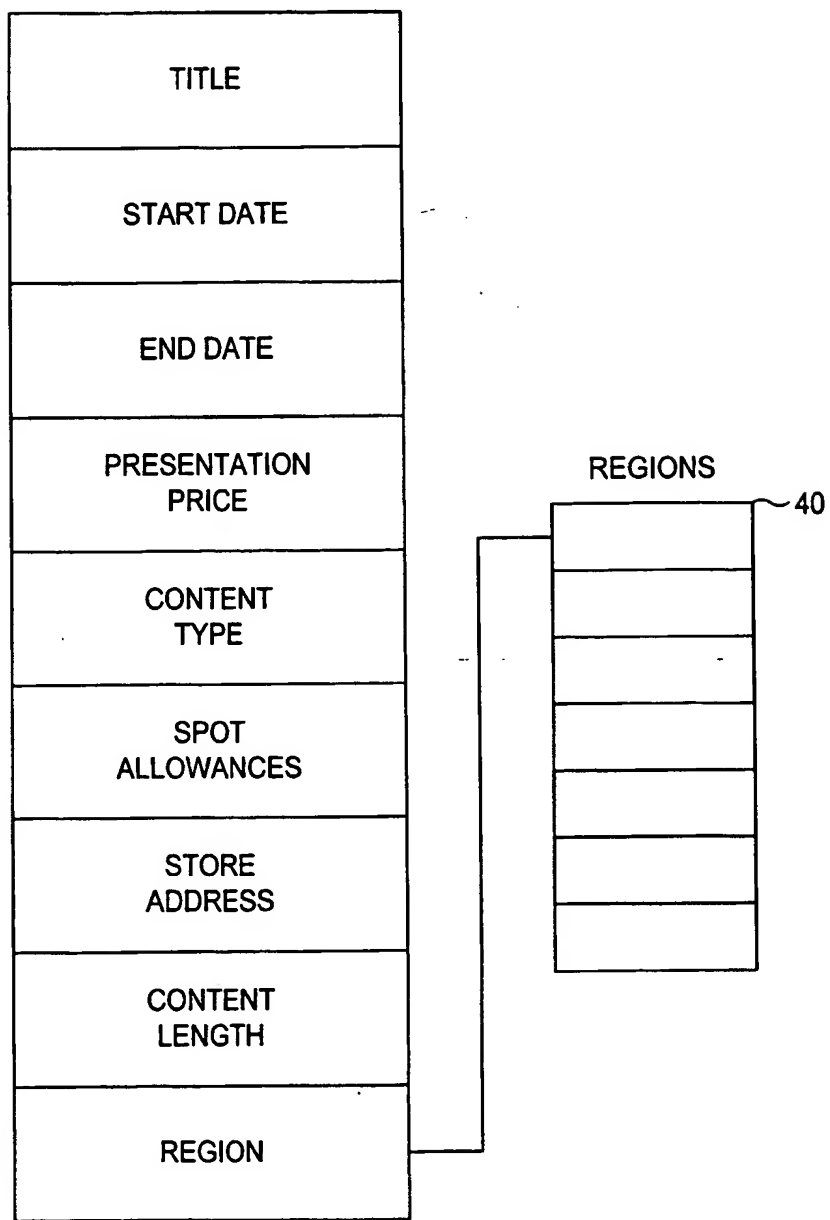 TITLE
START DATE
END DATE
PRESENTATION
PRICE
CONTENT
TYPE
SPOT
ALLOWANCES
STORE
ADDRESS
CONTENT
LENGTH
REGION
REGIONS
40